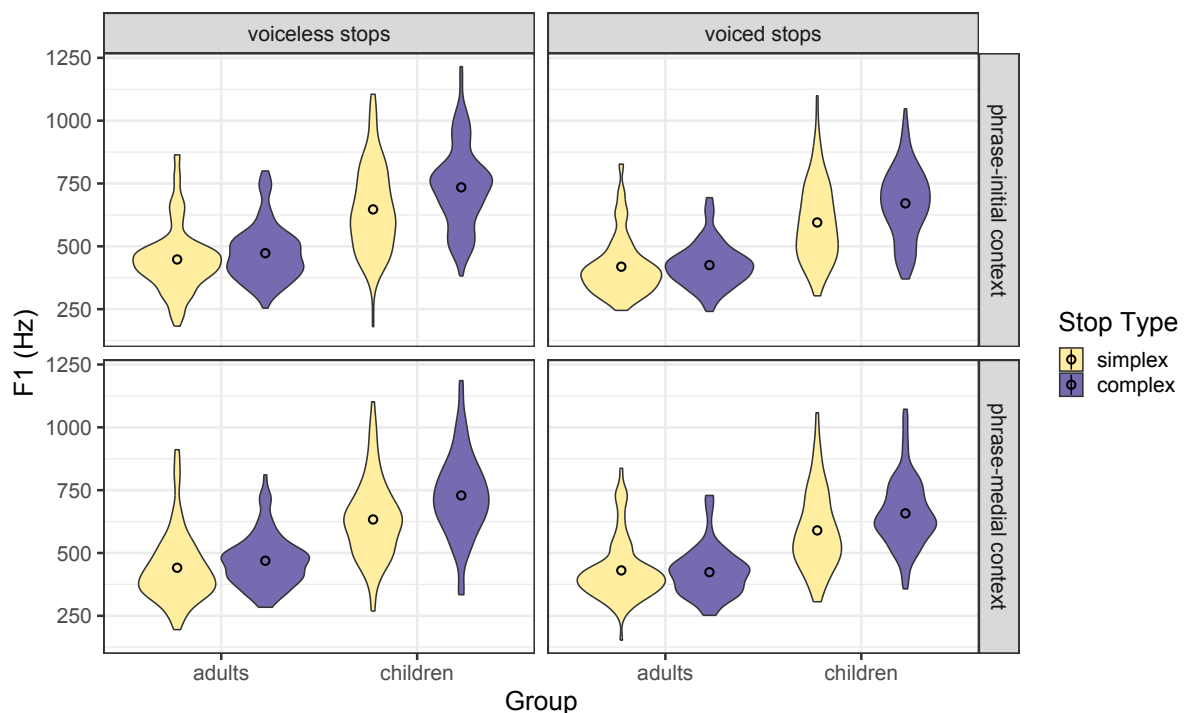 voiceless stops
voiced stops
1250
1000
750
500
250
phrase-initial context
1250
1000
750
500
250
phrase-medial context
F1 (Hz)
adults
children
adults
children
Group
Stop Type
simplex
complex